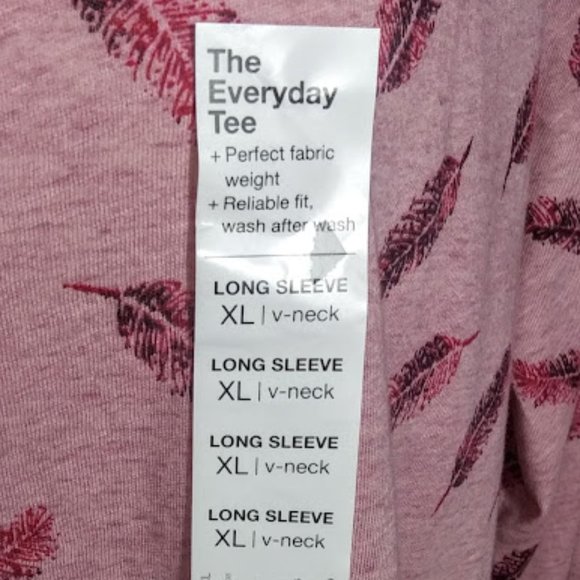 The
Everyday
Tee
+ Perfect fabric
weight
+ Reliable fit,
wash after wash
LONG SLEEVE
XL | v-neck
LONG SLEEVE
XL | v-neck
LONG SLEEVE
XL | v-neck
LONG SLEEVE
XL | v-neck